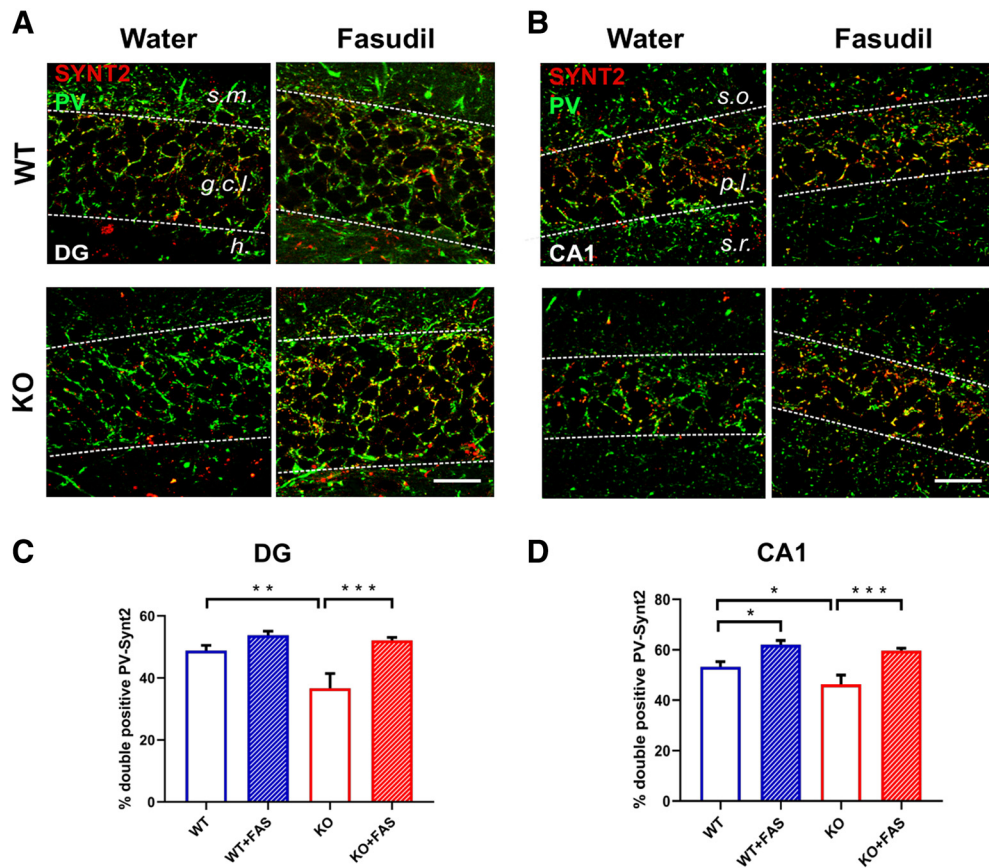 A
Water
Fasudil
SYNT2
PV
s.m.
g.c.l.
h.
DG
WT
KO
B
Water
Fasudil
SYNT2
PV
s.o.
p.l.
s.r.
CA1
C
DG
% double positive PV-Synt2
60
40
20
0
** ***
WT
WT+FAS
KO
KO+FAS
D
CA1
% double positive PV-Synt2
80
60
40
20
0
* ***
*
WT
WT+FAS
KO
KO+FAS